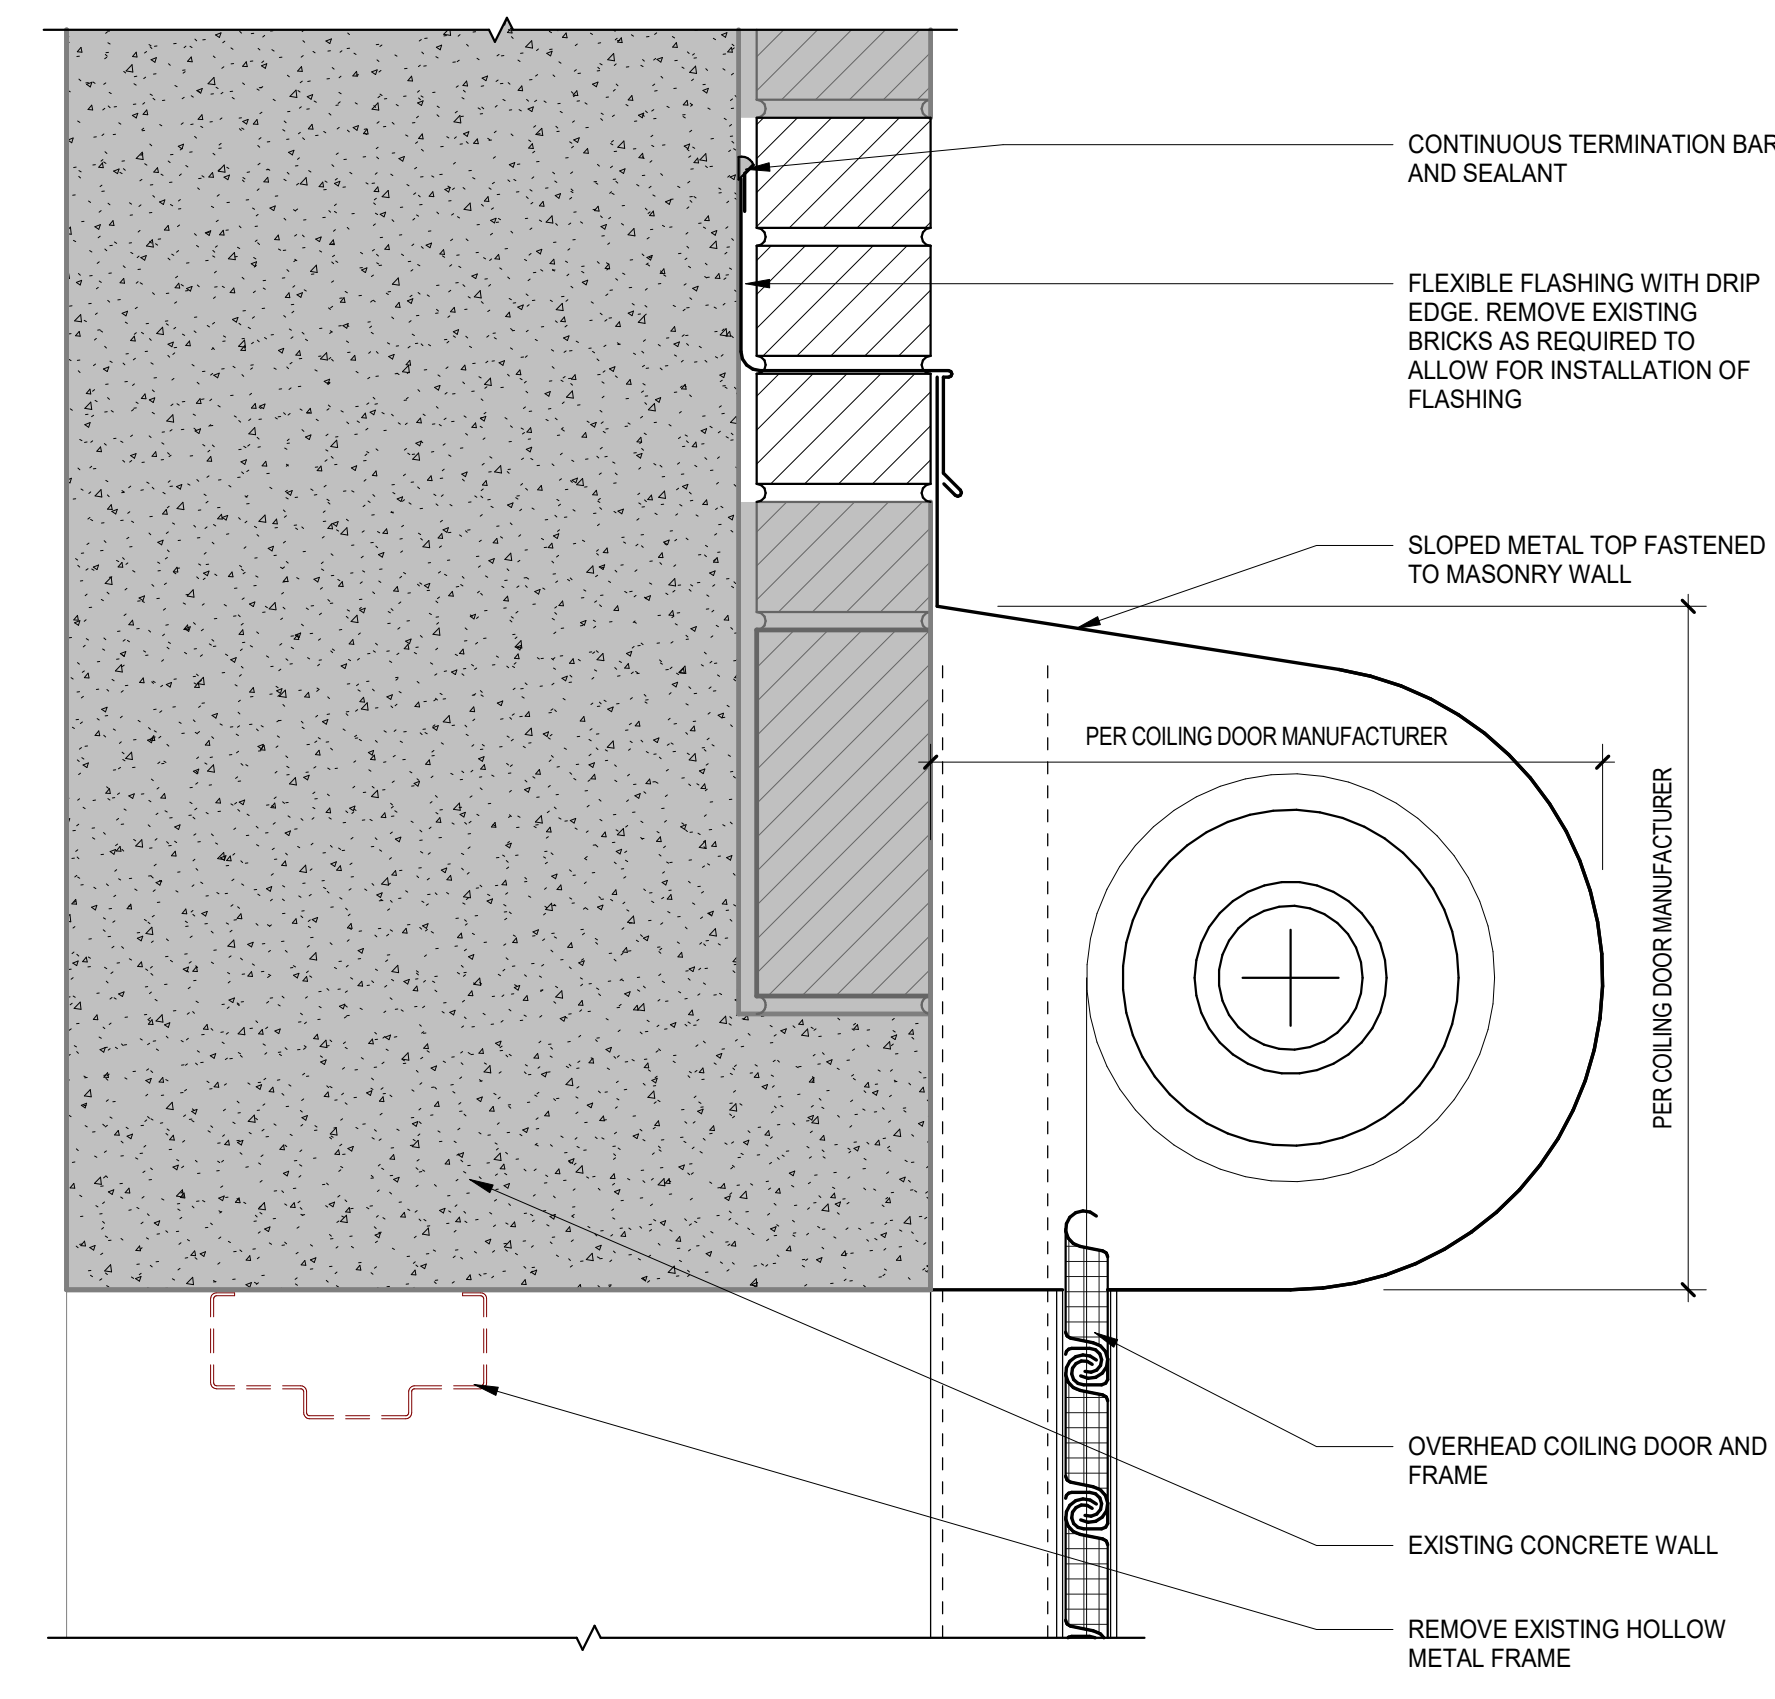 CONTINUOUS TERMINATION BAR
AND SEALANT
FLEXIBLE FLASHING WITH DRIP
EDGE. REMOVE EXISTING
BRICKS AS REQUIRED TO
ALLOW FOR INSTALLATION OF
FLASHING
SLOPED METAL TOP FASTENED
TO MASONRY WALL
PER COILING DOOR MANUFACTURER
PER COILING DOOR MANUFACTURER
OVERHEAD COILING DOOR AND
FRAME
EXISTING CONCRETE WALL
REMOVE EXISTING HOLLOW
METAL FRAME